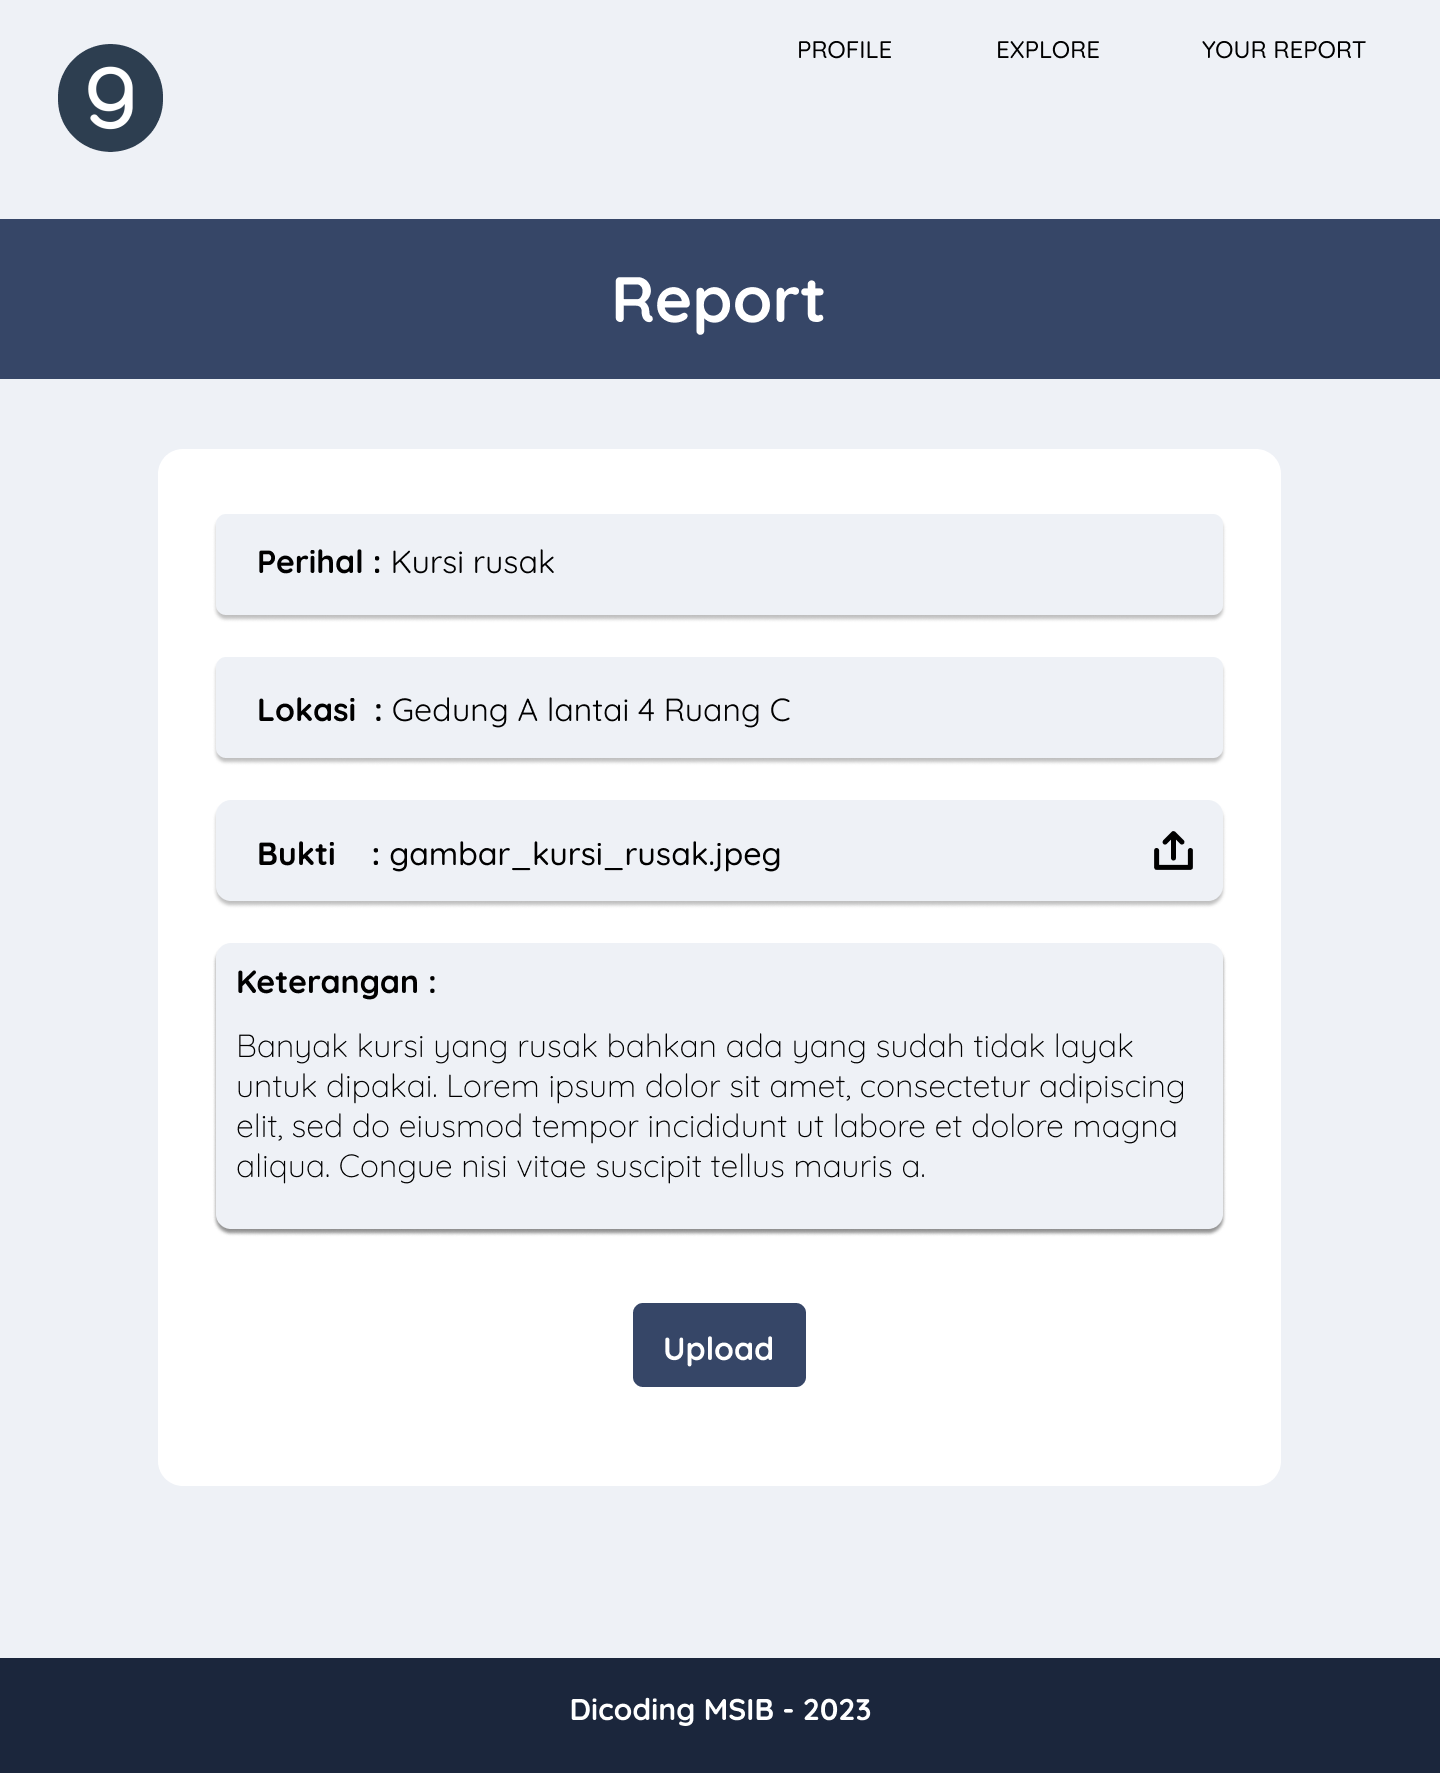 g
PROFILE EXPLORE YOUR REPORT
Report
Perihal : Kursi rusak
Lokasi : Gedung A lantai 4 Ruang C
Bukti : gambar_kursi_rusak.jpeg
Keterangan :
Banyak kursi yang rusak bahkan ada yang sudah tidak layak
untuk dipakai. Lorem ipsum dolor sit amet, consectetur adipiscing
elit, sed do eiusmod tempor incididunt ut labore et dolore magna
aliqua. Congue nisi vitae suscipit tellus mauris a.
Upload
Dicoding MSIB - 2023